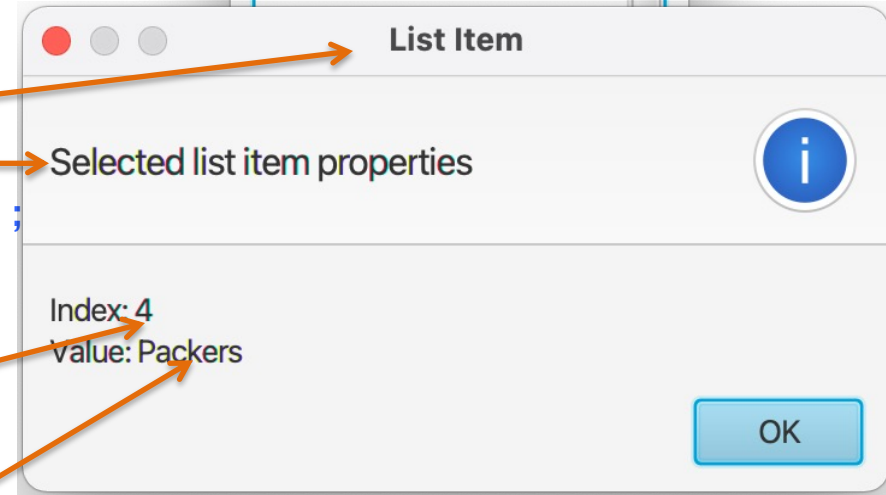 List Item
Selected list item properties
i
;
Index: 4
Value: Packers
OK